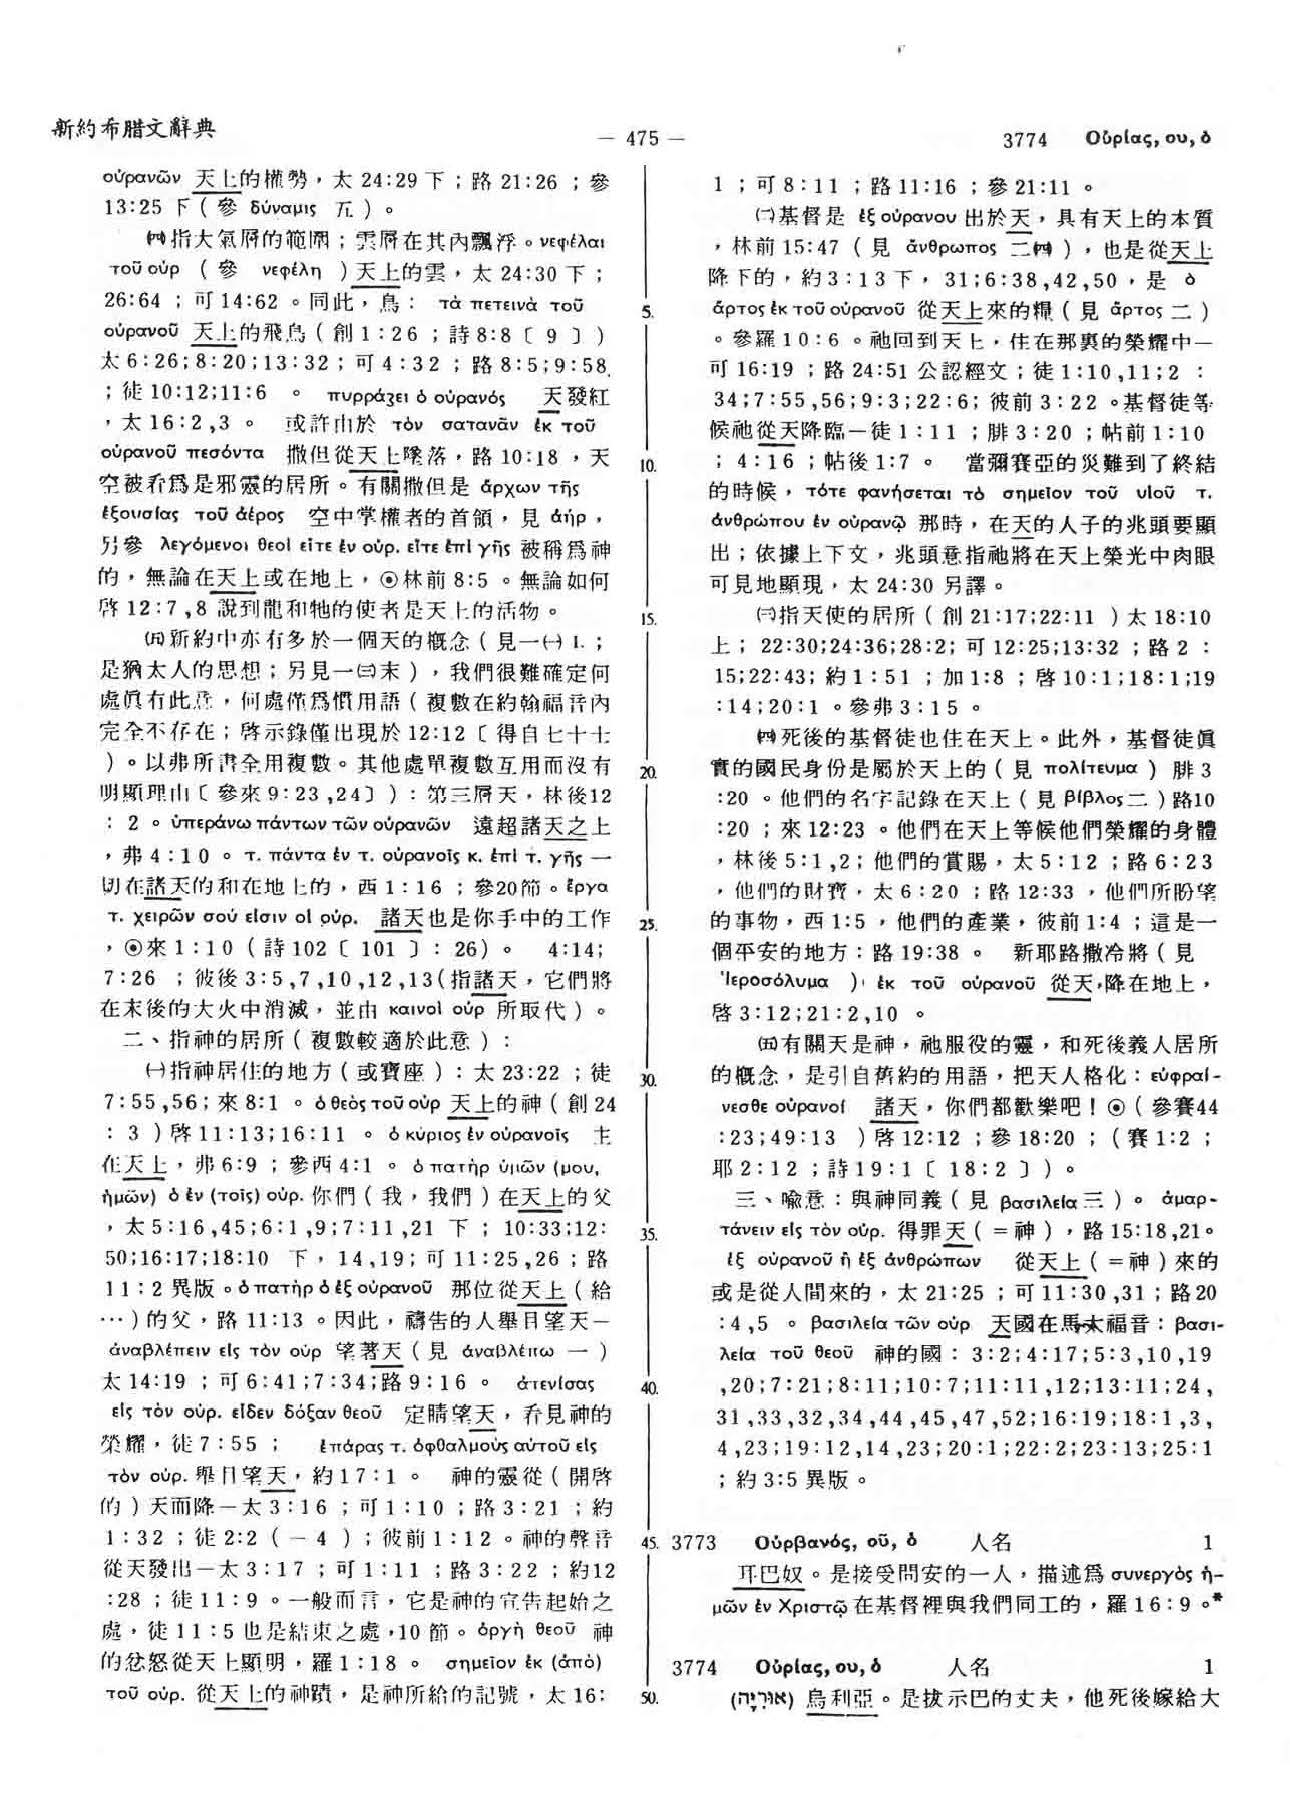 新約希腊文辭典
— 475 —
3774 Οὐρίας, ου, ὁ
οὐρανῶν 天上的權勢，太 24:29 下；路 21:26 ；參
13:25 下（參 δύναμις 五）。
㈣指大氣層的範圍；雲層在其內飄浮。νεφέλαι
τοῦ οὐρ （參 νεφέλη ）天上的雲，太 24:30 下；
26:64 ；可 14:62 。同此，鳥： τὰ πετεινὰ τοῦ
οὐρανοῦ 天上的飛鳥（創 1:26 ；詩 8:8〔 9 〕）
太 6:26; 8:20;13:32；可 4:32 ；路 8:5;9:58
；徒 10:12;11:6 。 πυρράζει ὁ οὐρανός 天發紅
，太 16:2,3 。 或許由於 τὸν σατανᾶν ἐκ τοῦ
οὐρανοῦ πεσόντα 撒但從天上墜落，路 10:18 ，天
空被看爲是邪靈的居所。有關撒但是 ἄρχων τῆς
ἐξουσίας τοῦ ἀέρος 空中掌權者的首領，見 ἀήρ，
另參 λεγόμενοι θεοὶ εἴτε ἐν οὐρ. εἴτε ἐπὶ γῆς 被稱爲神
的，無論在天上或在地上，◉林前 8:5 。無論如何
啓 12:7,8 說到龍和牠的使者是天上的活物。
㈤新約中亦有多於一個天的概念（見一㈠ 1.；
是猶太人的思想；另見一㈢末），我們很難確定何
處眞有此意，何處僅爲慣用語（複數在約翰福音內
完全不存在；啓示錄僅出現於 12:12〔得自七十士
）。以弗所書全用複數。其他處單複數互用而沒有
明顯理由〔參來 9:23,24〕）：第三層天，林後12
：2 。ὑπεράνω πάντων τῶν οὐρανῶν 遠超諸天之上
，弗 4:10 。τ. πάντα ἐν τ. οὐρανοῖς κ. ἐπὶ τ. γῆς 一
切在諸天的和在地上的，西 1:16 ；參20節。ἔργα
τ. χειρῶν σού εἰσιν οἱ οὐρ. 諸天也是你手中的工作
，◉來 1:10（詩 102〔 101 〕: 26）。 4:14;
7:26 ；彼後 3:5,7,10,12,13（指諸天，它們將
在末後的大火中消滅，並由 καινοὶ οὐρ 所取代）。
二、指神的居所（複數較適於此意）：
㈠指神居住的地方（或寶座）：太 23:22 ；徒
7:55,56；來 8:1 。ὁ θεὸς τοῦ οὐρ 天上的神（創 24
：3 ）啓 11:13;16:11 。ὁ κύριος ἐν οὐρανοῖς 主
在天上，弗 6:9 ；參西 4:1 。ὁ πατὴρ ὑμῶν (μου,
ἡμῶν) ὁ ἐν (τοῖς) οὐρ. 你們（我，我們）在天上的父
，太 5:16,45;6:1,9;7:11,21 下； 10:33;12:
50;16:17;18:10 下，14,19；可 11:25,26 ；路
11:2 異版。ὁ πατὴρ ὁ ἐξ οὐρανοῦ 那位從天上（給
…）的父，路 11:13 。因此，禱告的人舉目望天—
ἀναβλέπειν εἰς τὸν οὐρ 望著天（見 ἀναβλέπω 一）
太 14:19 ；可 6:41;7:34;路 9:16 。 ἀτενίσας
εἰς τὸν οὐρ. εἶδεν δόξαν θεοῦ 定睛望天，看見神的
榮耀，徒 7:55 ； ἐπάρας τ. ὀφθαλμοὺς αὐτοῦ εἰς
τὸν οὐρ. 舉目望天，約 17:1 。 神的靈從（開啓
的）天而降—太 3:16 ；可 1:10 ；路 3:21 ；約
1:32 ；徒 2:2（—4 ）；彼前 1:12 。神的聲音
從天發出—太 3:17 ；可 1:11 ；路 3:22 ；約12
:28 ；徒 11:9 。一般而言，它是神的宣告起始之
處，徒 11:5 也是結束之處，10 節。ὀργὴ θεοῦ 神
的忿怒從天上顯明，羅 1:18 。 σημεῖον ἐκ (ἀπὸ)
τοῦ οὐρ. 從天上的神蹟，是神所給的記號，太 16:
5.
10.
15.
20.
25.
30.
35.
40.
45.
50.
1 ；可 8:11 ；路 11:16 ；參 21:11 。
㈡基督是 ἐξ οὐρανου 出於天，具有天上的本質
，林前 15:47（見 ἄνθρωπος 二㈣），也是從天上
降下的，約 3:13 下，31;6:38,42,50，是 ὁ
ἄρτος ἐκ τοῦ οὐρανοῦ 從天上來的糧（見 ἄρτος 二）
。參羅 10:6 。祂回到天上，住在那裏的榮耀中—
可 16:19 ；路 24:51 公認經文；徒 1:10,11;2 ：
34;7:55,56;9:3;22:6；彼前 3:22 。基督徒等
候祂從天降臨—徒 1:11 ；腓 3:20 ；帖前 1:10
；4:16 ；帖後 1:7 。 當彌賽亞的災難到了終結
的時候，τότε φανήσεται τὸ σημεῖον τοῦ υἱοῦ τ.
ἀνθρώπου ἐν οὐρανῷ 那時，在天的人子的兆頭要顯
出；依據上下文，兆頭意指祂將在天上榮光中肉眼
可見地顯現，太 24:30 另譯。
㈢指天使的居所（創 21:17;22:11 ）太 18:10
上；22:30;24:36;28:2；可 12:25;13:32 ；路 2 ：
15;22:43；約 1:51 ；加 1:8 ；啓 10:1;18:1;19
:14;20:1 。參弗 3:15 。
㈣死後的基督徒也住在天上。此外，基督徒眞
實的國民身份是屬於天上的（見 πολίτευμα ）腓 3
:20 。他們的名字記錄在天上（見 βίβλος 二）路10
:20 ；來 12:23 。他們在天上等候他們榮耀的身體
，林後 5:1,2；他們的賞賜，太 5:12 ；路 6:23
，他們的財寶，太 6:20 ；路 12:33 ，他們所盼望
的事物，西 1:5 ，他們的產業，彼前 1:4 ；這是一
個平安的地方：路 19:38 。 新耶路撒冷將（見
Ἰεροσόλυμα ） ἐκ τοῦ οὐρανοῦ 從天，降在地上，
啓 3:12;21:2,10 。
㈤有關天是神，祂服役的靈，和死後義人居所
的概念，是引自舊約的用語，把天人格化：εὐφραί-
νεσθε οὐρανοί 諸天，你們都歡樂吧！◉（參賽44
:23;49:13 ）啓 12:12 ；參 18:20 ；（賽 1:2 ；
耶 2:12 ；詩 19:1〔 18:2 〕）。
三、喩意：與神同義（見 βασιλεία 三）。ἁμαρ-
τάνειν εἰς τὸν οὐρ. 得罪天（=神），路 15:18,21。
ἐξ οὐρανοῦ ἢ ἐξ ἀνθρώπων 從天上（=神）來的
或是從人間來的，太 21:25 ；可 11:30,31；路20
:4,5 。βασιλεία τῶν οὐρ 天國在馬太福音：βασι-
λεία τοῦ θεοῦ 神的國：3:2;4:17;5:3,10,19
,20;7:21;8:11;10:7;11:11,12;13:11;24,
31,33,32,34,44,45,47,52;16:19;18:1,3,
4,23;19:12,14,23;20:1;22:2;23:13;25:1
；約 3:5 異版。
3773 Οὐρβανός, οῦ, ὁ 人名 1
耳巴奴。是接受問安的一人，描述爲 συνεργὸς ἡ-
μῶν ἐν Χριστῷ 在基督裡與我們同工的，羅 16:9 。*
3774 Οὐρίας, ου, ὁ 人名 1
(אוּרִיָּה) 烏利亞。是拔示巴的丈夫，他死後嫁給大